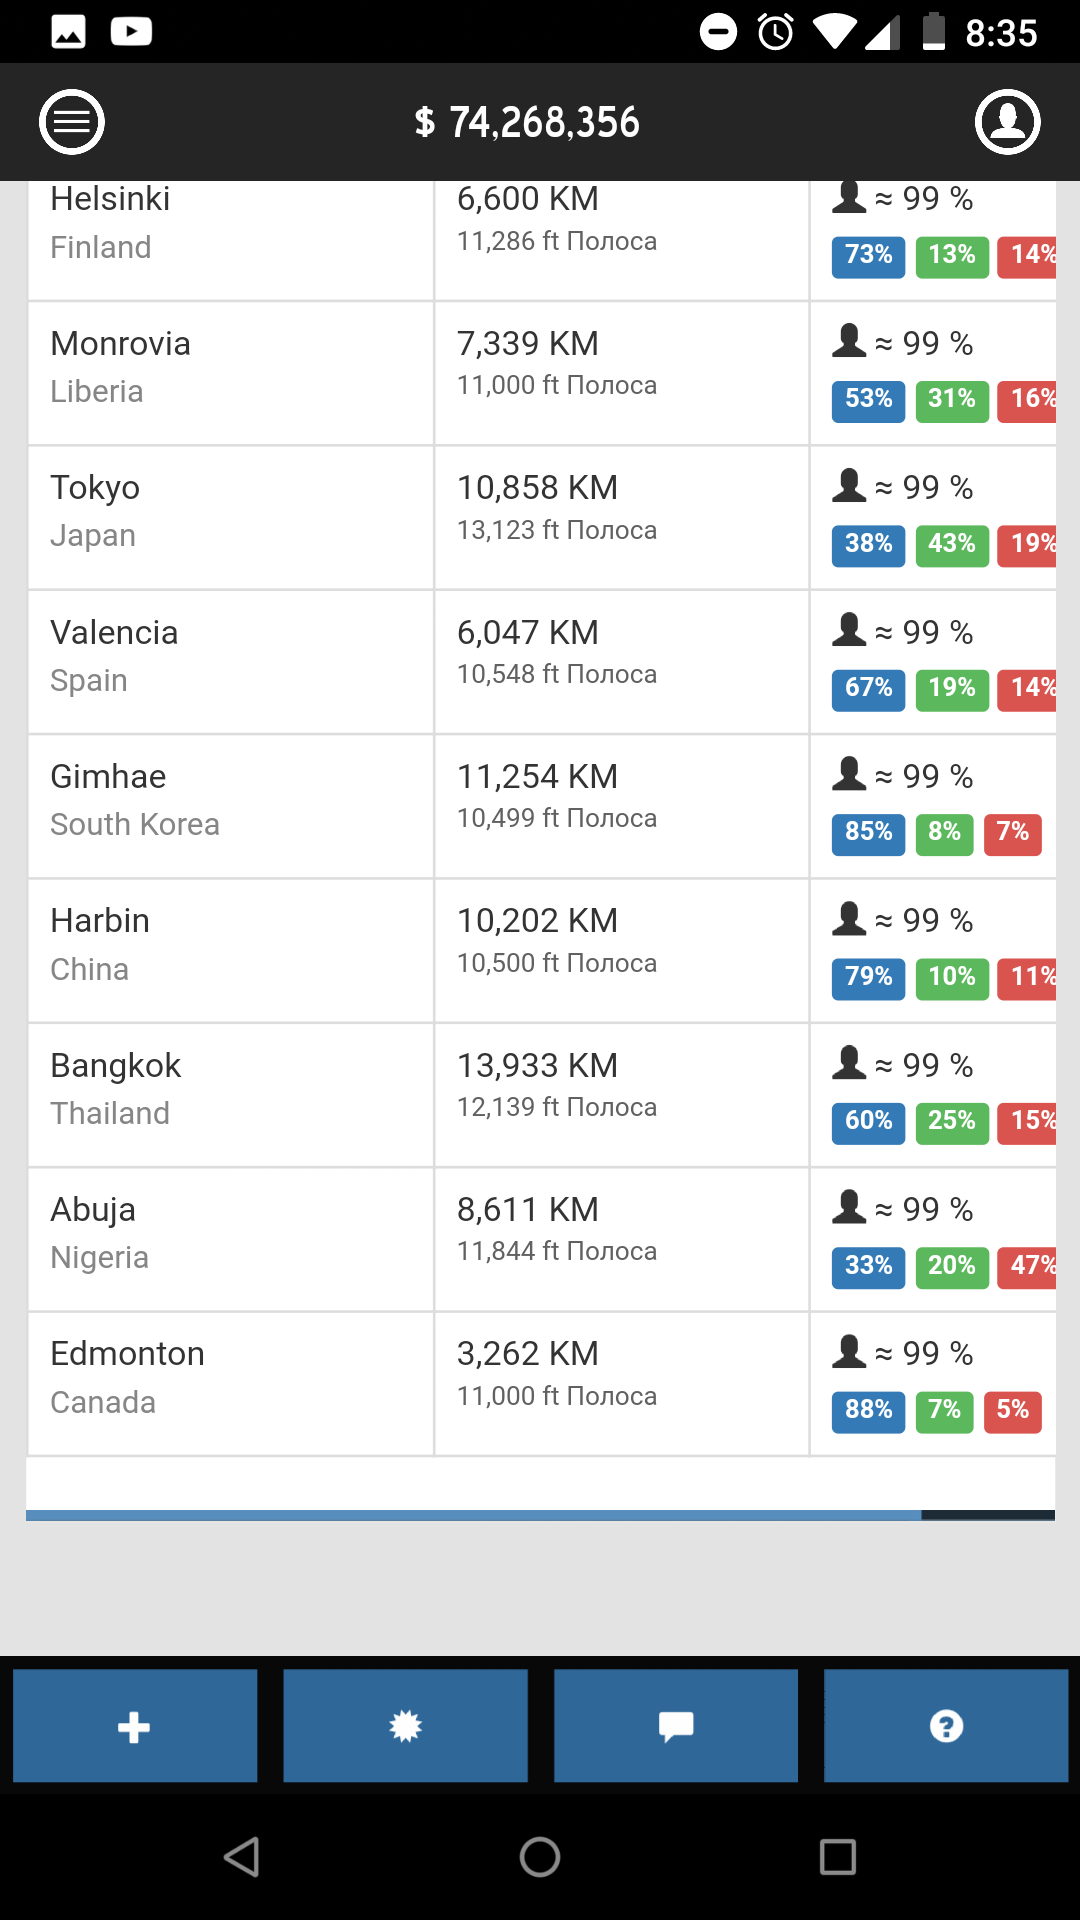 8:35
$ 74,268,356
Helsinki 6,600 KM ≈ 99 %
Finland 11,286 ft Полоса 73% 13% 14%
Monrovia 7,339 KM ≈ 99 %
Liberia 11,000 ft Полоса 53% 31% 16%
Tokyo 10,858 KM ≈ 99 %
Japan 13,123 ft Полоса 38% 43% 19%
Valencia 6,047 KM ≈ 99 %
Spain 10,548 ft Полоса 67% 19% 14%
Gimhae 11,254 KM ≈ 99 %
South Korea 10,499 ft Полоса 85% 8% 7%
Harbin 10,202 KM ≈ 99 %
China 10,500 ft Полоса 79% 10% 11%
Bangkok 13,933 KM ≈ 99 %
Thailand 12,139 ft Полоса 60% 25% 15%
Abuja 8,611 KM ≈ 99 %
Nigeria 11,844 ft Полоса 33% 20% 47%
Edmonton 3,262 KM ≈ 99 %
Canada 11,000 ft Полоса 88% 7% 5%